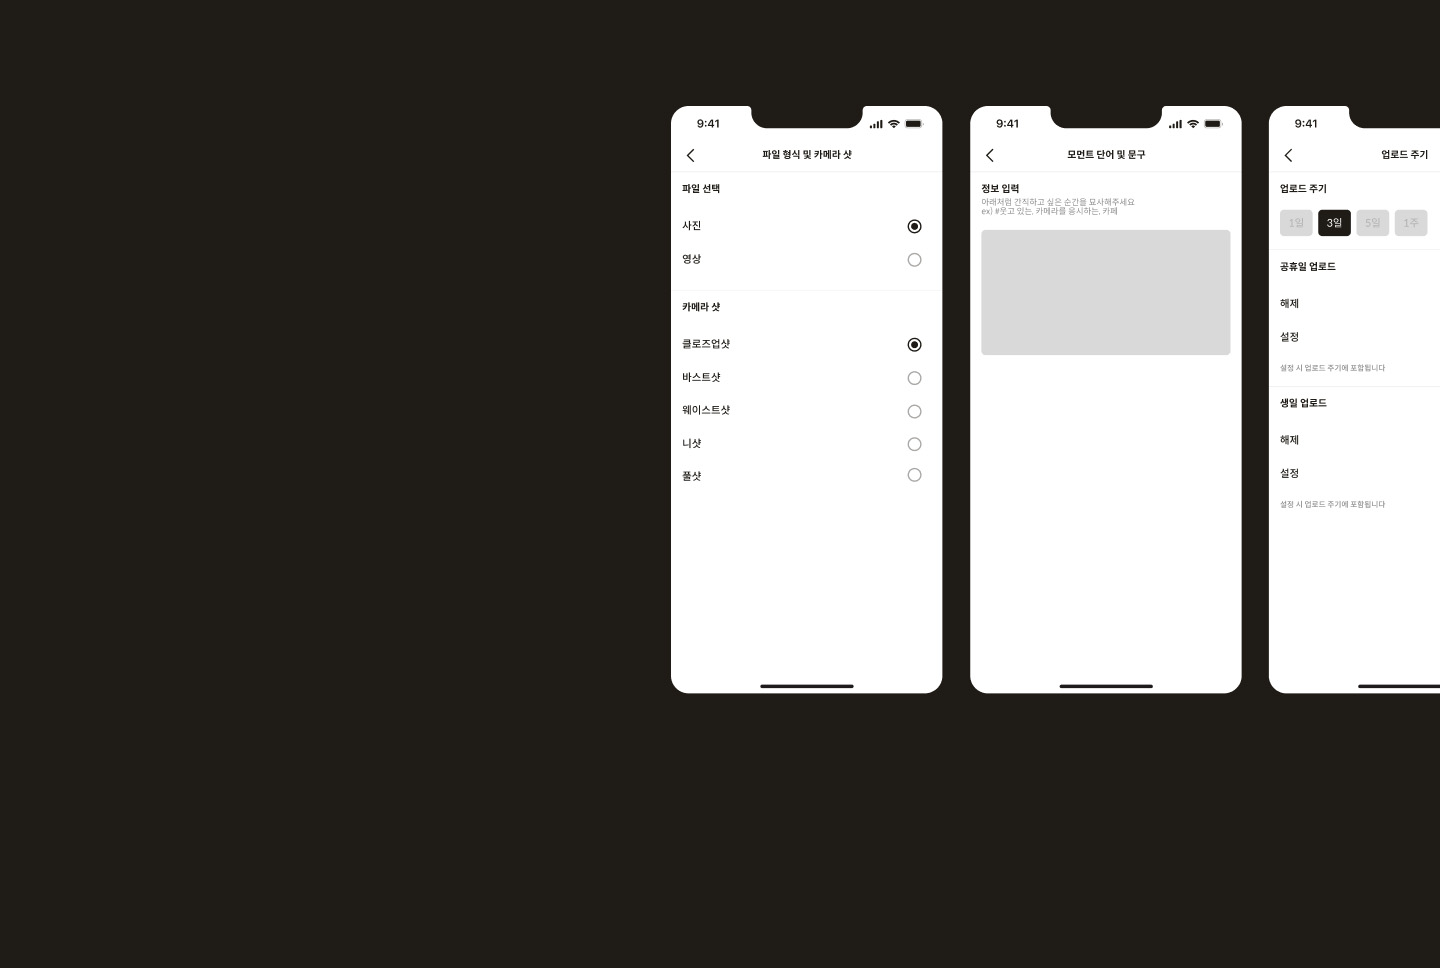 9:41
파일 형식 및 카메라 샷
파일 선택
사진
영상
카메라 샷
클로즈업샷
바스트샷
웨이스트샷
니샷
풀샷
9:41
모먼트 단어 및 문구
정보 입력
아래처럼 간직하고 싶은 순간을 묘사해주세요
ex) #웃고 있는, 카메라를 응시하는, 카페
9:41
업로드 주기
업로드 주기
1일 3일 5일 1주
공휴일 업로드
해제
설정
설정 시 업로드 주기에 포함됩니다
생일 업로드
해제
설정
설정 시 업로드 주기에 포함됩니다